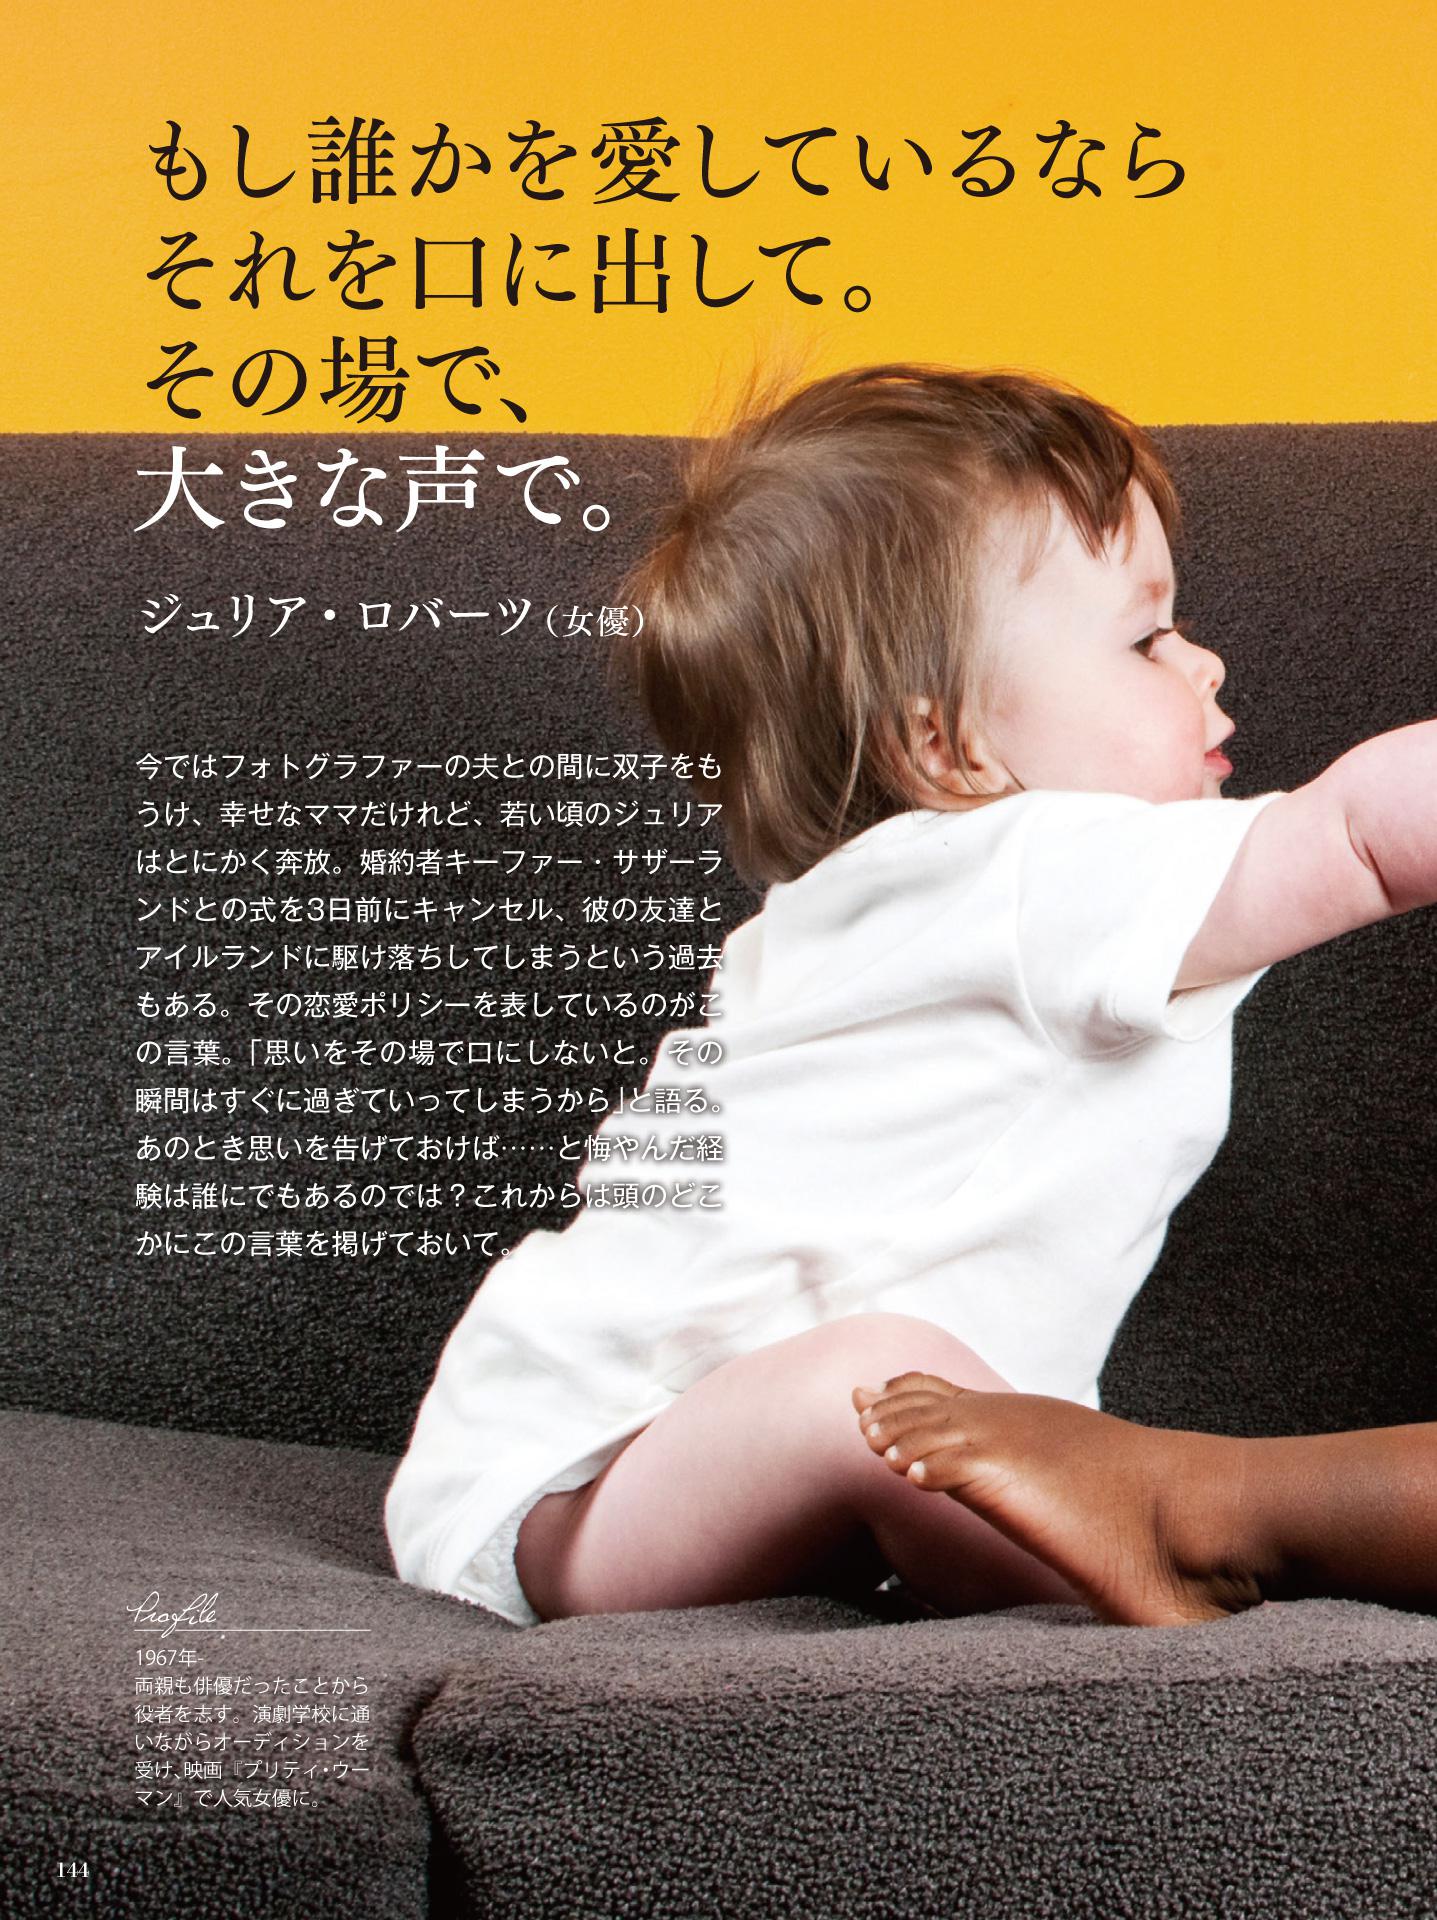 もし誰かを愛しているなら
それを口に出して。
その場で、
大きな声で。
ジュリア・ロバーツ（女優）
今ではフォトグラファーの夫との間に双子をも
うけ、幸せなママだけれど、若い頃のジュリア
はとにかく奔放。婚約者キーファー・サザーラ
ンドとの式を3日前にキャンセル、彼の友達と
アイルランドに駆け落ちしてしまうという過去
もある。その恋愛ポリシーを表しているのがこ
の言葉。「思いをその場で口にしないと。その
瞬間はすぐに過ぎていってしまうから」と語る。
あのとき思いを告げておけば……と悔やんだ経
験は誰にでもあるのでは？これからは頭のどこ
かにこの言葉を掲げておいて。
Profile
1967年-
両親も俳優だったことから
役者を志す。演劇学校に通
いながらオーディションを
受け、映画『プリティ・ウー
マン』で人気女優に。
144